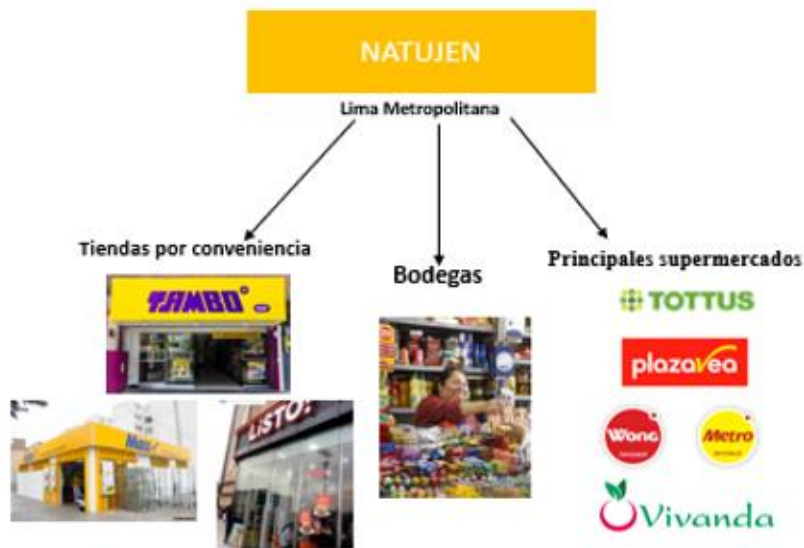 NATUJEN
Lima Metropolitana
Tiendas por conveniencia
Bodegas
Principales supermercados
TAMBO
TOTTUS
plazavea
LISTO!
Wong
Metro
Vivanda